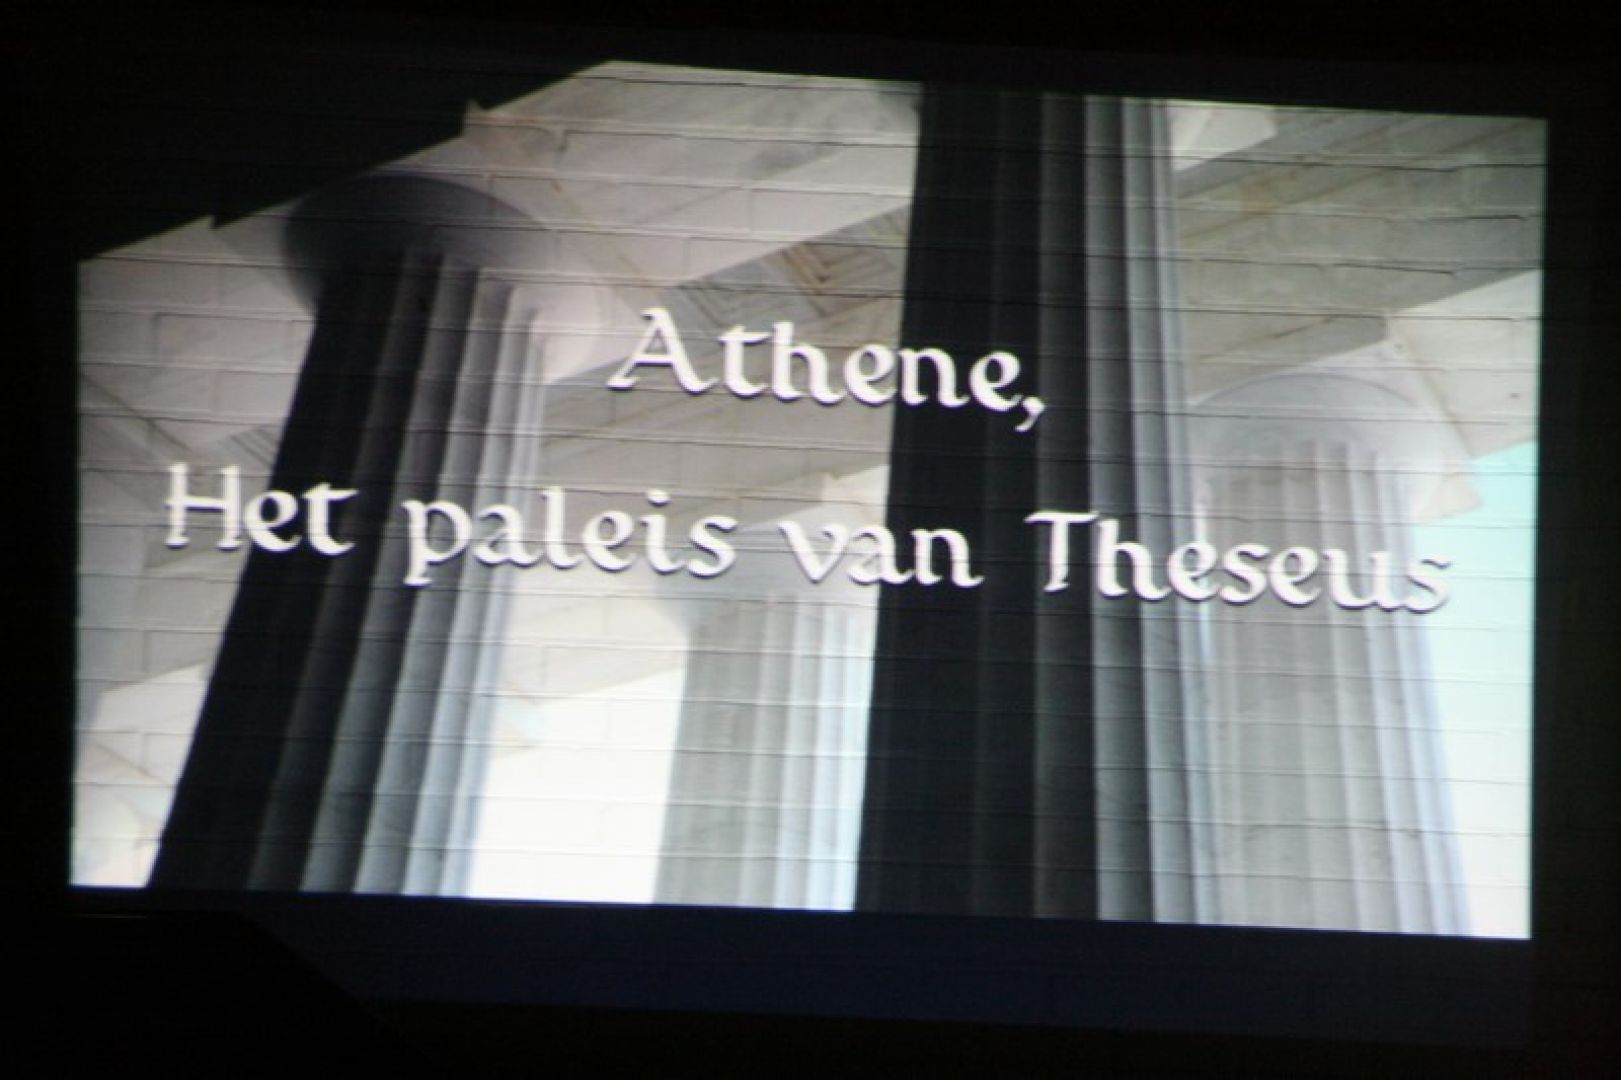 Athene,
Het paleis van Theseus